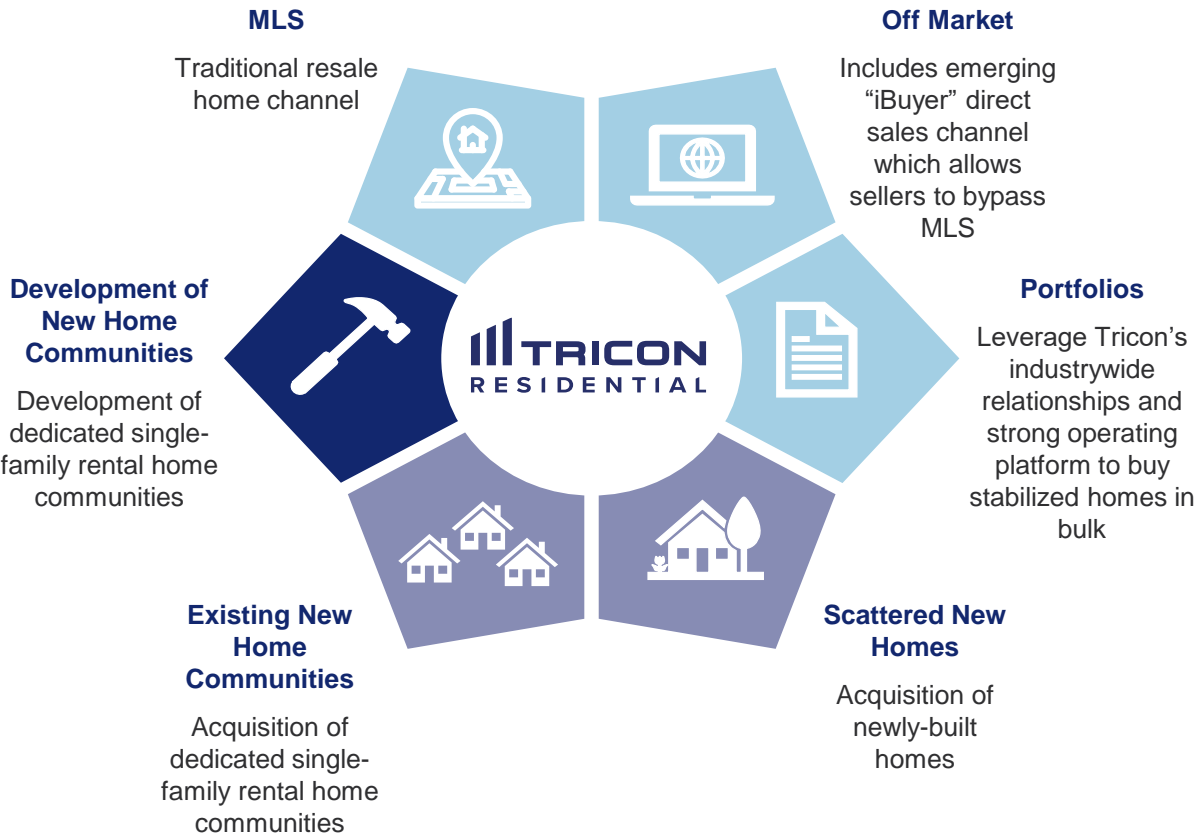 MLS
Traditional resale
home channel
Off Market
Includes emerging
“iBuyer” direct
sales channel
which allows
sellers to bypass
MLS
Development of
New Home
Communities
Development of
dedicated single-
family rental home
communities
TRICON
RESIDENTIAL
Portfolios
Leverage Tricon’s
industrywide
relationships and
strong operating
platform to buy
stabilized homes in
bulk
Existing New
Home
Communities
Acquisition of
dedicated single-
family rental home
communities
Scattered New
Homes
Acquisition of
newly-built
homes